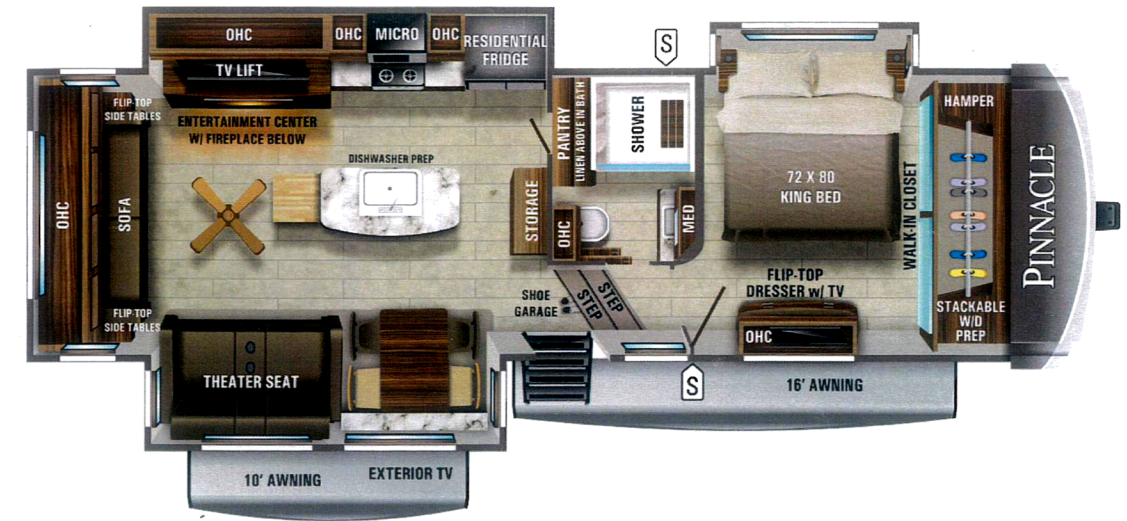 OHC
OHC
MICRO
OHC
RESIDENTIAL
FRIDGE
TV LIFT
ENTERTAINMENT CENTER
W/ FIREPLACE BELOW
FLIP-TOP
SIDE TABLES
OHC
SOFA
FLIP-TOP
SIDE TABLES
DISHWASHER PREP
STORAGE
PANTRY
LINEN ABOVE IN BATH
SHOWER
S
OHC
MED
72 X 80
KING BED
WALK-IN CLOSET
HAMPER
STACKABLE
W/D
PREP
PINNACLE
FLIP-TOP
DRESSER w/ TV
OHC
SHOE
GARAGE
STEP
STEP
S
THEATER SEAT
16' AWNING
10' AWNING
EXTERIOR TV